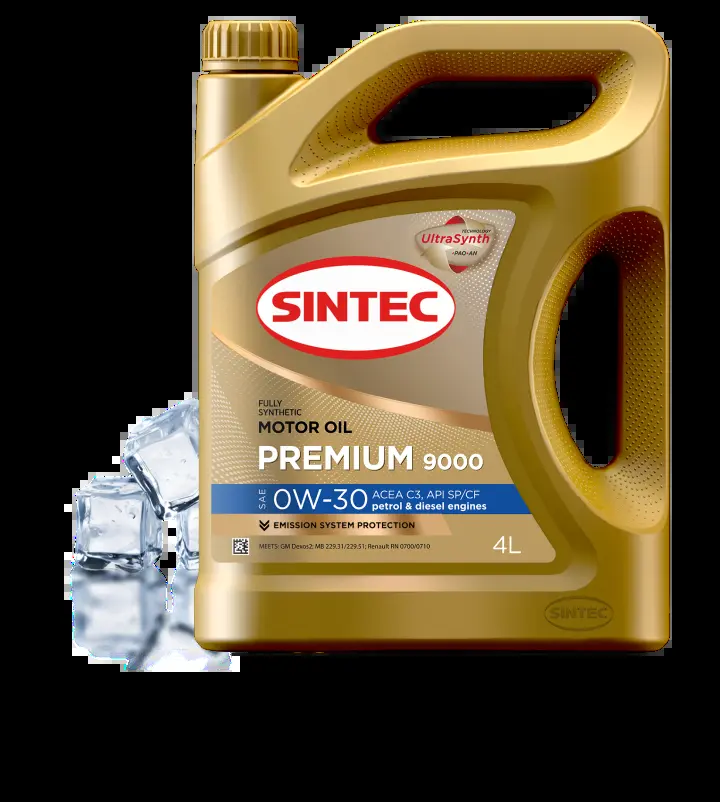 TECHNOLOGY
UltraSynth
-PAO-AN
SINTEC
FULLY
SYNTHETIC
MOTOR OIL
PREMIUM 9000
SAE 0W-30 ACEA C3, API SP/CF
petrol & diesel engines
EMISSION SYSTEM PROTECTION
MEETS: GM Dexos2; MB 229.31/229.51; Renault RN 0700/0710
4L
SINTEC